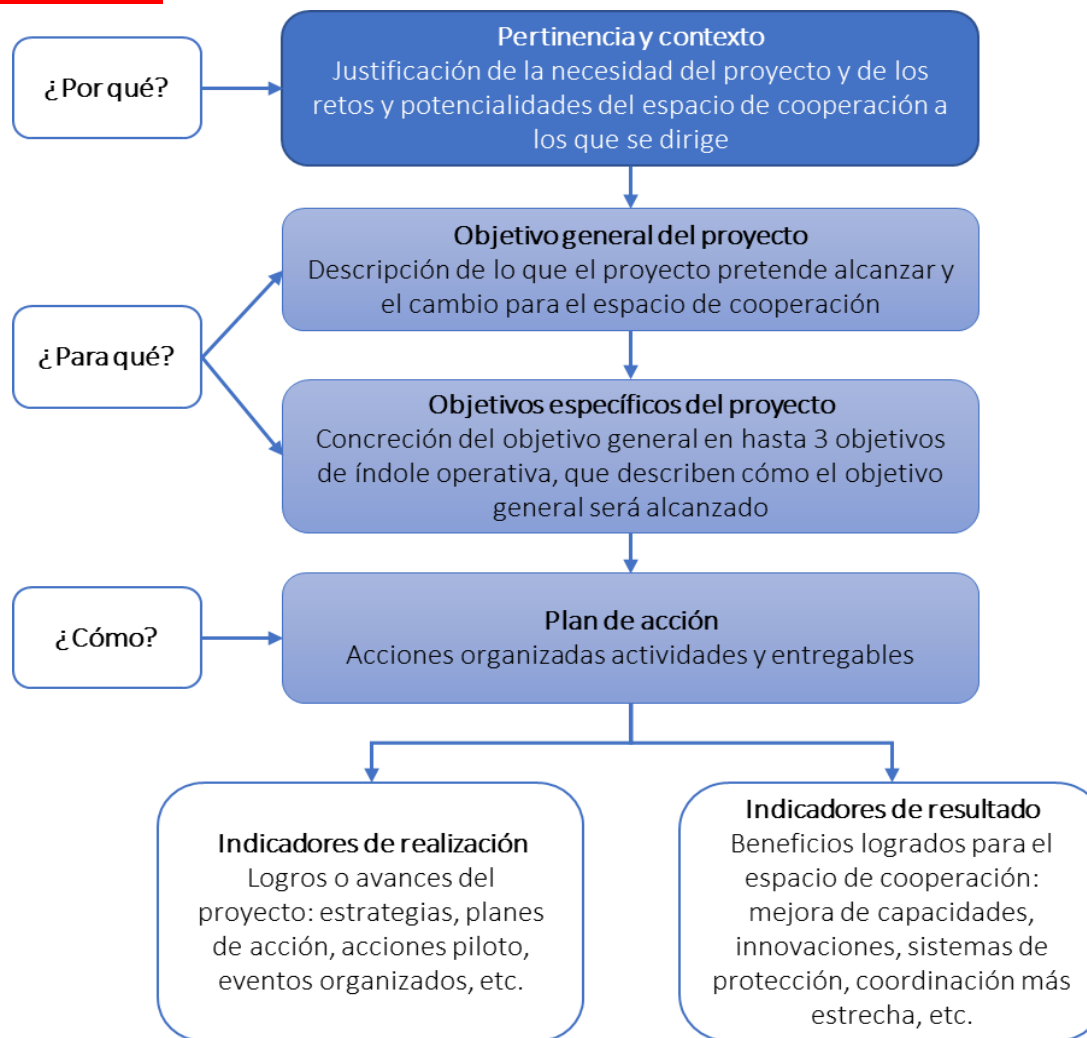 ¿Por qué?
Pertinencia y contexto
Justificación de la necesidad del proyecto y de los
retos y potencialidades del espacio de cooperación a
los que se dirige
¿Para qué?
Objetivo general del proyecto
Descripción de lo que el proyecto pretende alcanzar y
el cambio para el espacio de cooperación
Objetivos específicos del proyecto
Concreción del objetivo general en hasta 3 objetivos
de índole operativa, que describen cómo el objetivo
general será alcanzado
¿Cómo?
Plan de acción
Acciones organizadas actividades y entregables
Indicadores de realización
Logros o avances del
proyecto: estrategias, planes
de acción, acciones piloto,
eventos organizados, etc.
Indicadores de resultado
Beneficios logrados para el
espacio de cooperación:
mejora de capacidades,
innovaciones, sistemas de
protección, coordinación más
estrecha, etc.